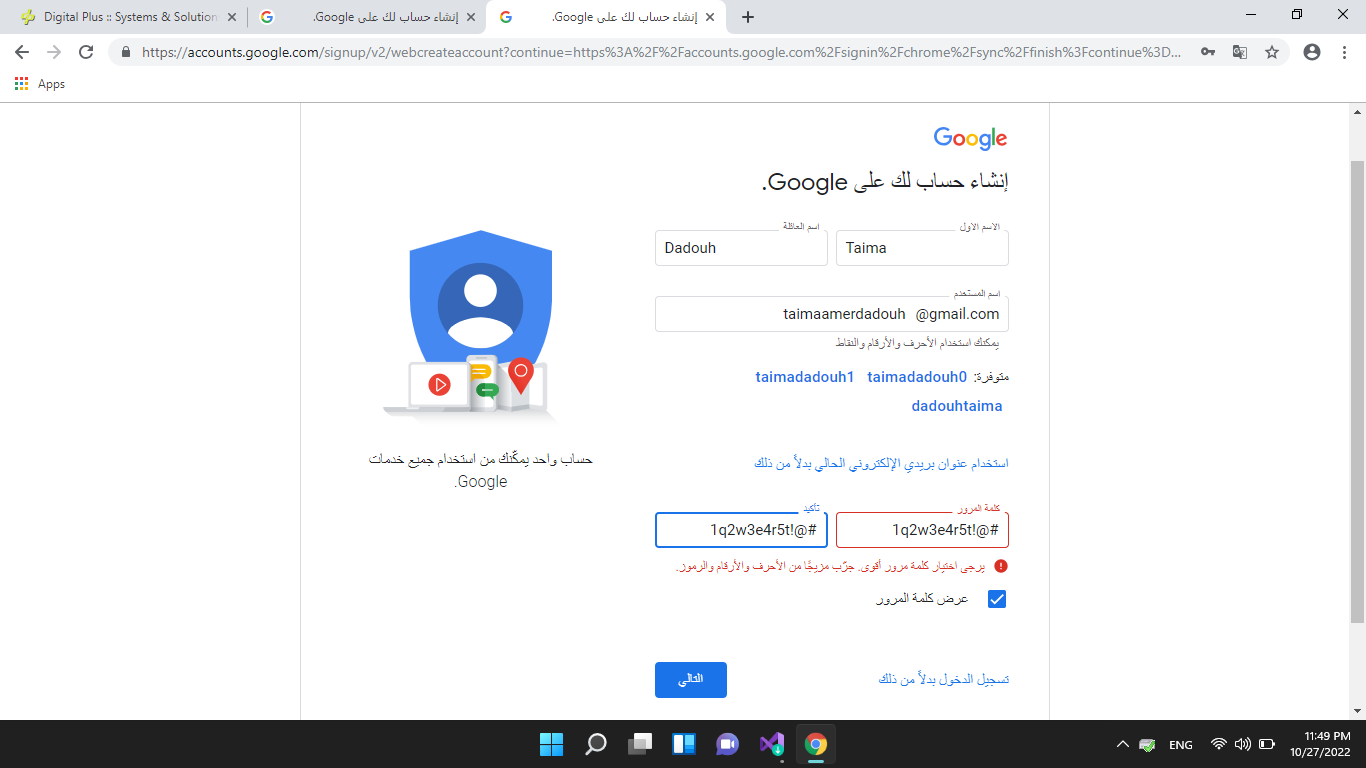 Digital Plus :: Systems & Solution
إنشاء حساب لك على Google.
إنشاء حساب لك على Google.
https://accounts.google.com/signup/v2/webcreateaccount?continue=https%3A%2F%2Faccounts.google.com%2Fsignin%2Fchrome%2Fsync%2Ffinish%3Fcontinue%3D...
Apps
Google
إنشاء حساب لك على Google.
الاسم الأول
Taima
اسم العائلة
Dadouh
اسم المستخدم
taimaamerdadouh @gmail.com
يمكنك استخدام الأحرف والأرقام والنقاط
متوفرة: taimadadouh0 taimadadouh1
dadouhtaima
استخدام عنوان بريدي الإلكتروني الحالي بدلاً من ذلك
كلمة المرور
1q2w3e4r5t!@#
تأكيد
1q2w3e4r5t!@#
يرجى اختيار كلمة مرور أقوى. جرّب مزيجًا من الأحرف والأرقام والرموز.
عرض كلمة المرور
تسجيل الدخول بدلاً من ذلك
التالي
حساب واحد يمكّنك من استخدام جميع خدمات
Google.
ENG
11:49 PM
10/27/2022